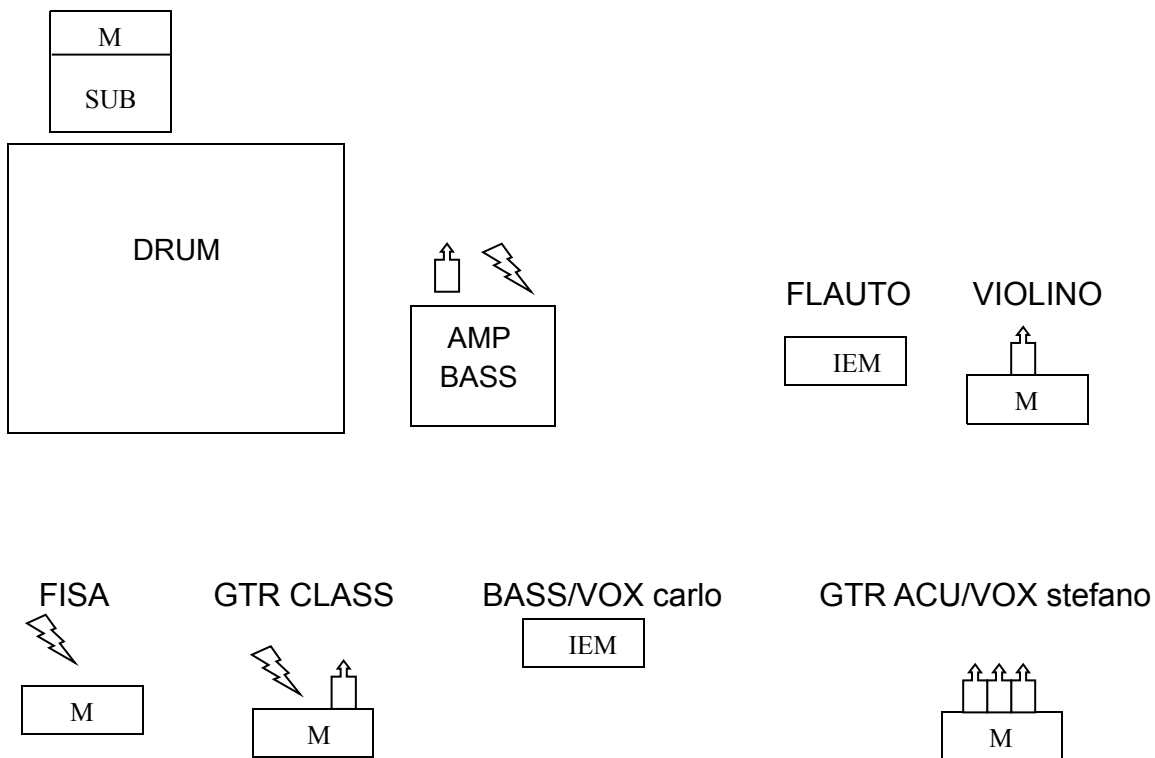 M
SUB
DRUM
AMP
BASS
FLAUTO VIOLINO
IEM
M
FISA GTR CLASS BASS/VOX carlo GTR ACU/VOX stefano
IEM
M
M
M